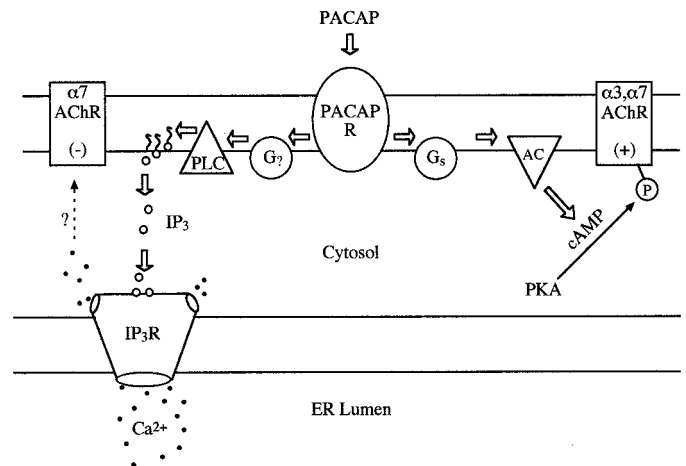 PACAP
α7
AChR
(-)
PACAP
R
α3,α7
AChR
(+)
PLC
G?
Gs
AC
P
?
IP3
cAMP
Cytosol
PKA
IP3R
ER Lumen
Ca2+